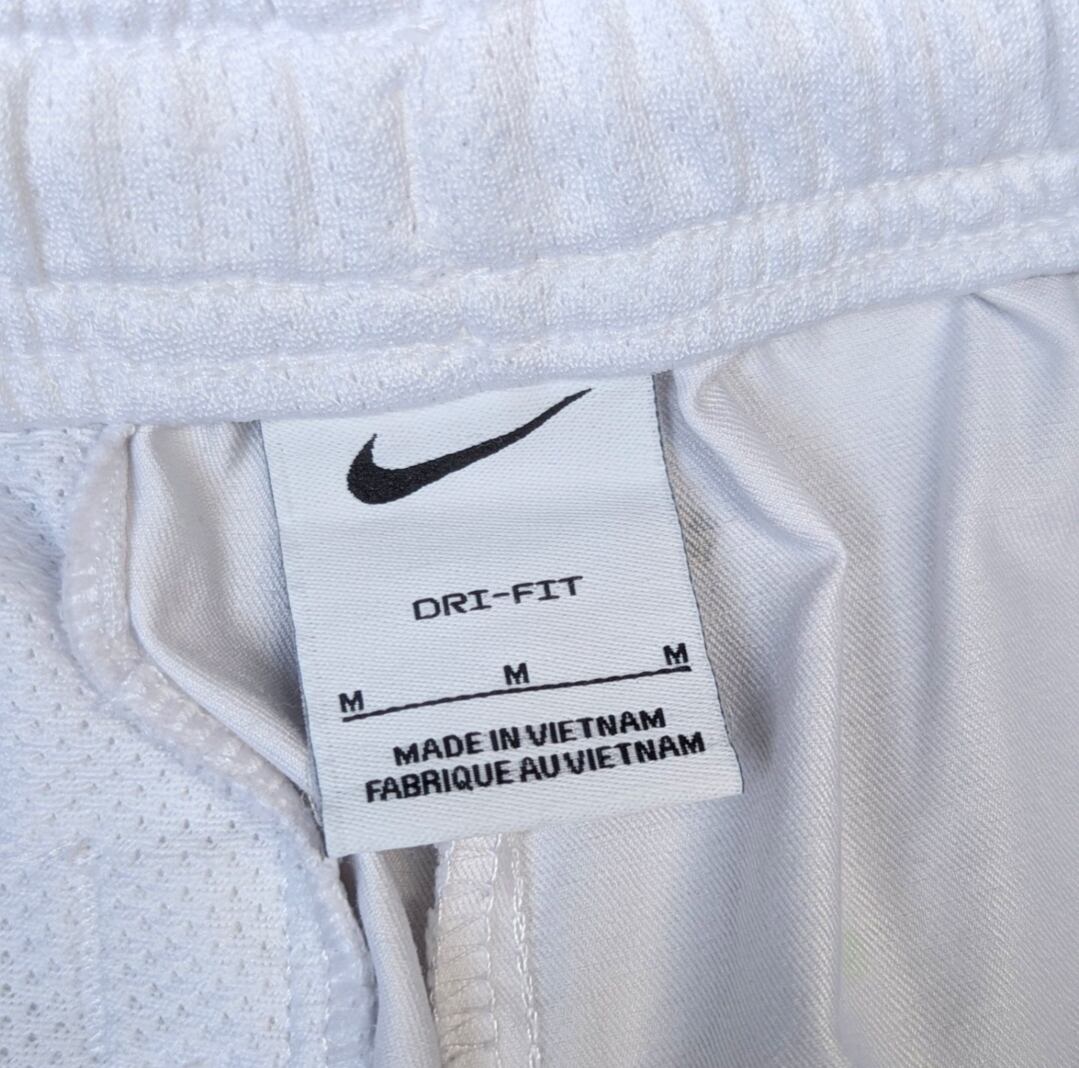 DRI-FIT
M M M
MADE IN VIETNAM
FABRIQUE AU VIETNAM